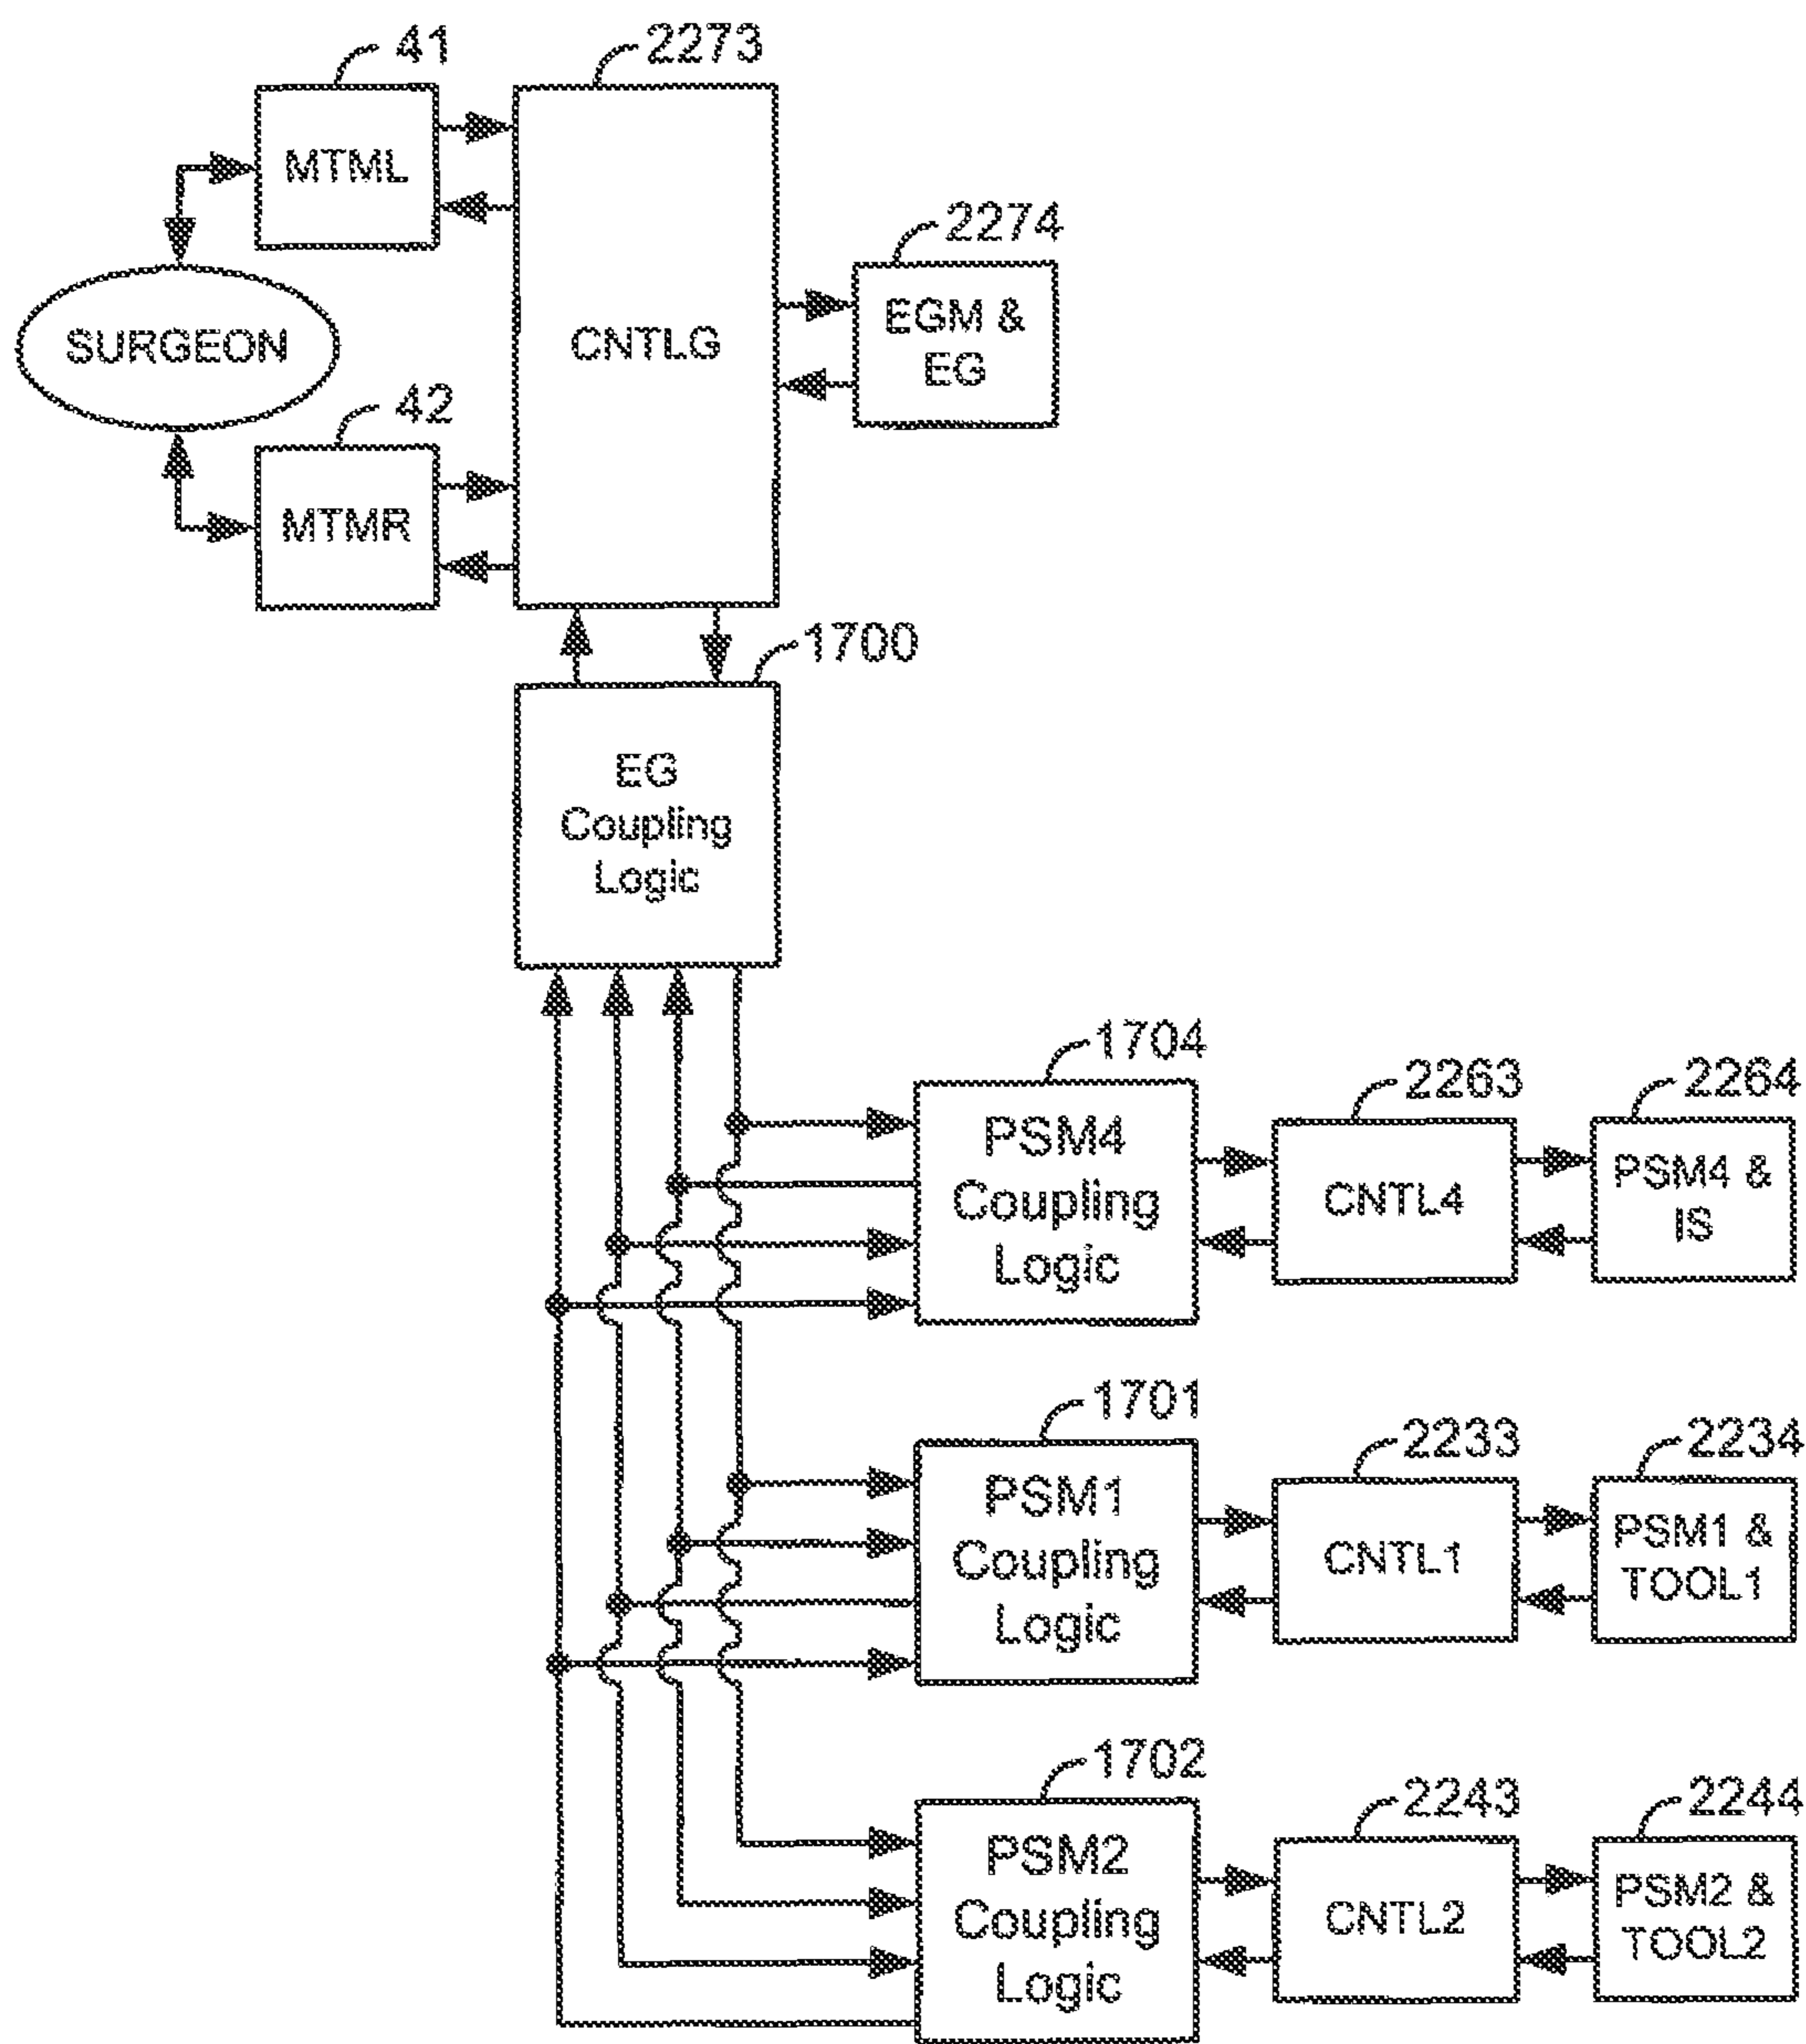 41
2273
MTML
2274
EGM &
EG
SURGEON
CNTLG
42
MTMR
1700
EG
Coupling
Logic
1704
2263
2264
PSM4
Coupling
Logic
CNTL4
PSM4 &
IS
1701
2233
2234
PSM1
Coupling
Logic
CNTL1
PSM1 &
TOOL1
1702
2243
2244
PSM2
Coupling
Logic
CNTL2
PSM2 &
TOOL2